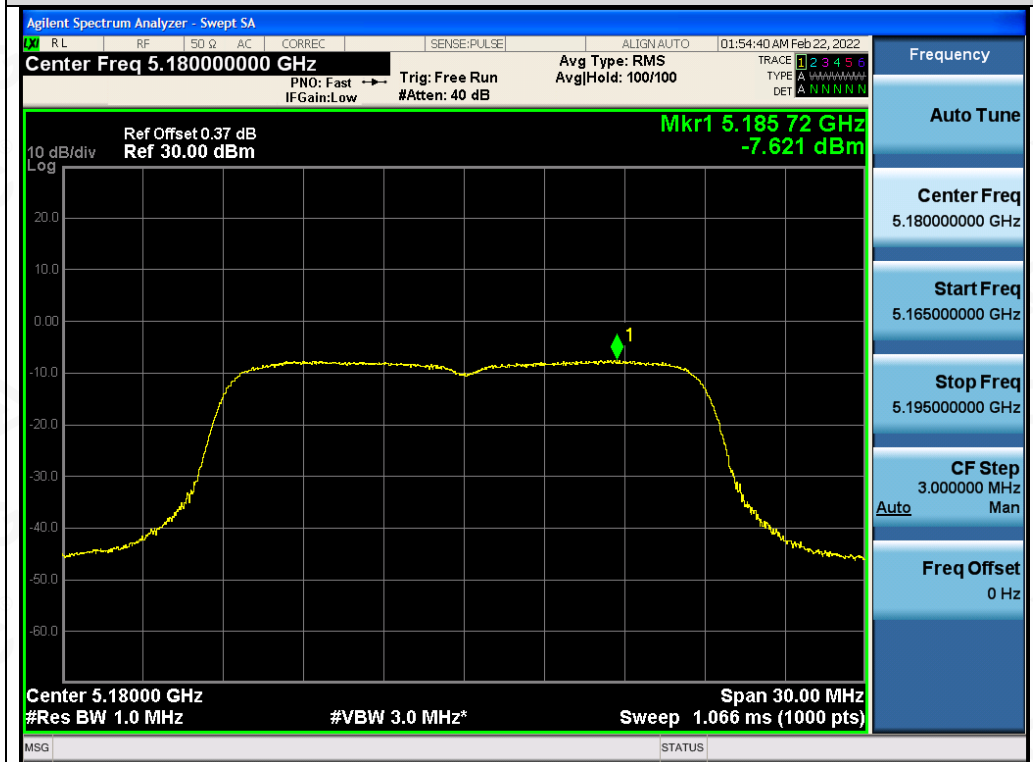 Agilent Spectrum Analyzer - Swept SA
LXI RL RF 50 Ω AC CORREC SENSE:PULSE ALIGN AUTO 01:54:40 AM Feb 22, 2022
Center Freq 5.180000000 GHz
PNO: Fast
IFGain:Low
Trig: Free Run
#Atten: 40 dB
Avg Type: RMS
Avg|Hold: 100/100
TRACE 1 2 3 4 5 6
TYPE A WWWWW
DET A N N N N N
Mkr1 5.185 72 GHz
-7.621 dBm
Ref Offset 0.37 dB
10 dB/div Ref 30.00 dBm
Log
20.0
10.0
0.00
-10.0
-20.0
-30.0
-40.0
-50.0
-60.0
1
Center 5.18000 GHz Span 30.00 MHz
#Res BW 1.0 MHz #VBW 3.0 MHz* Sweep 1.066 ms (1000 pts)
MSG STATUS
Frequency
Auto Tune
Center Freq
5.180000000 GHz
Start Freq
5.165000000 GHz
Stop Freq
5.195000000 GHz
CF Step
3.000000 MHz
Auto Man
Freq Offset
0 Hz